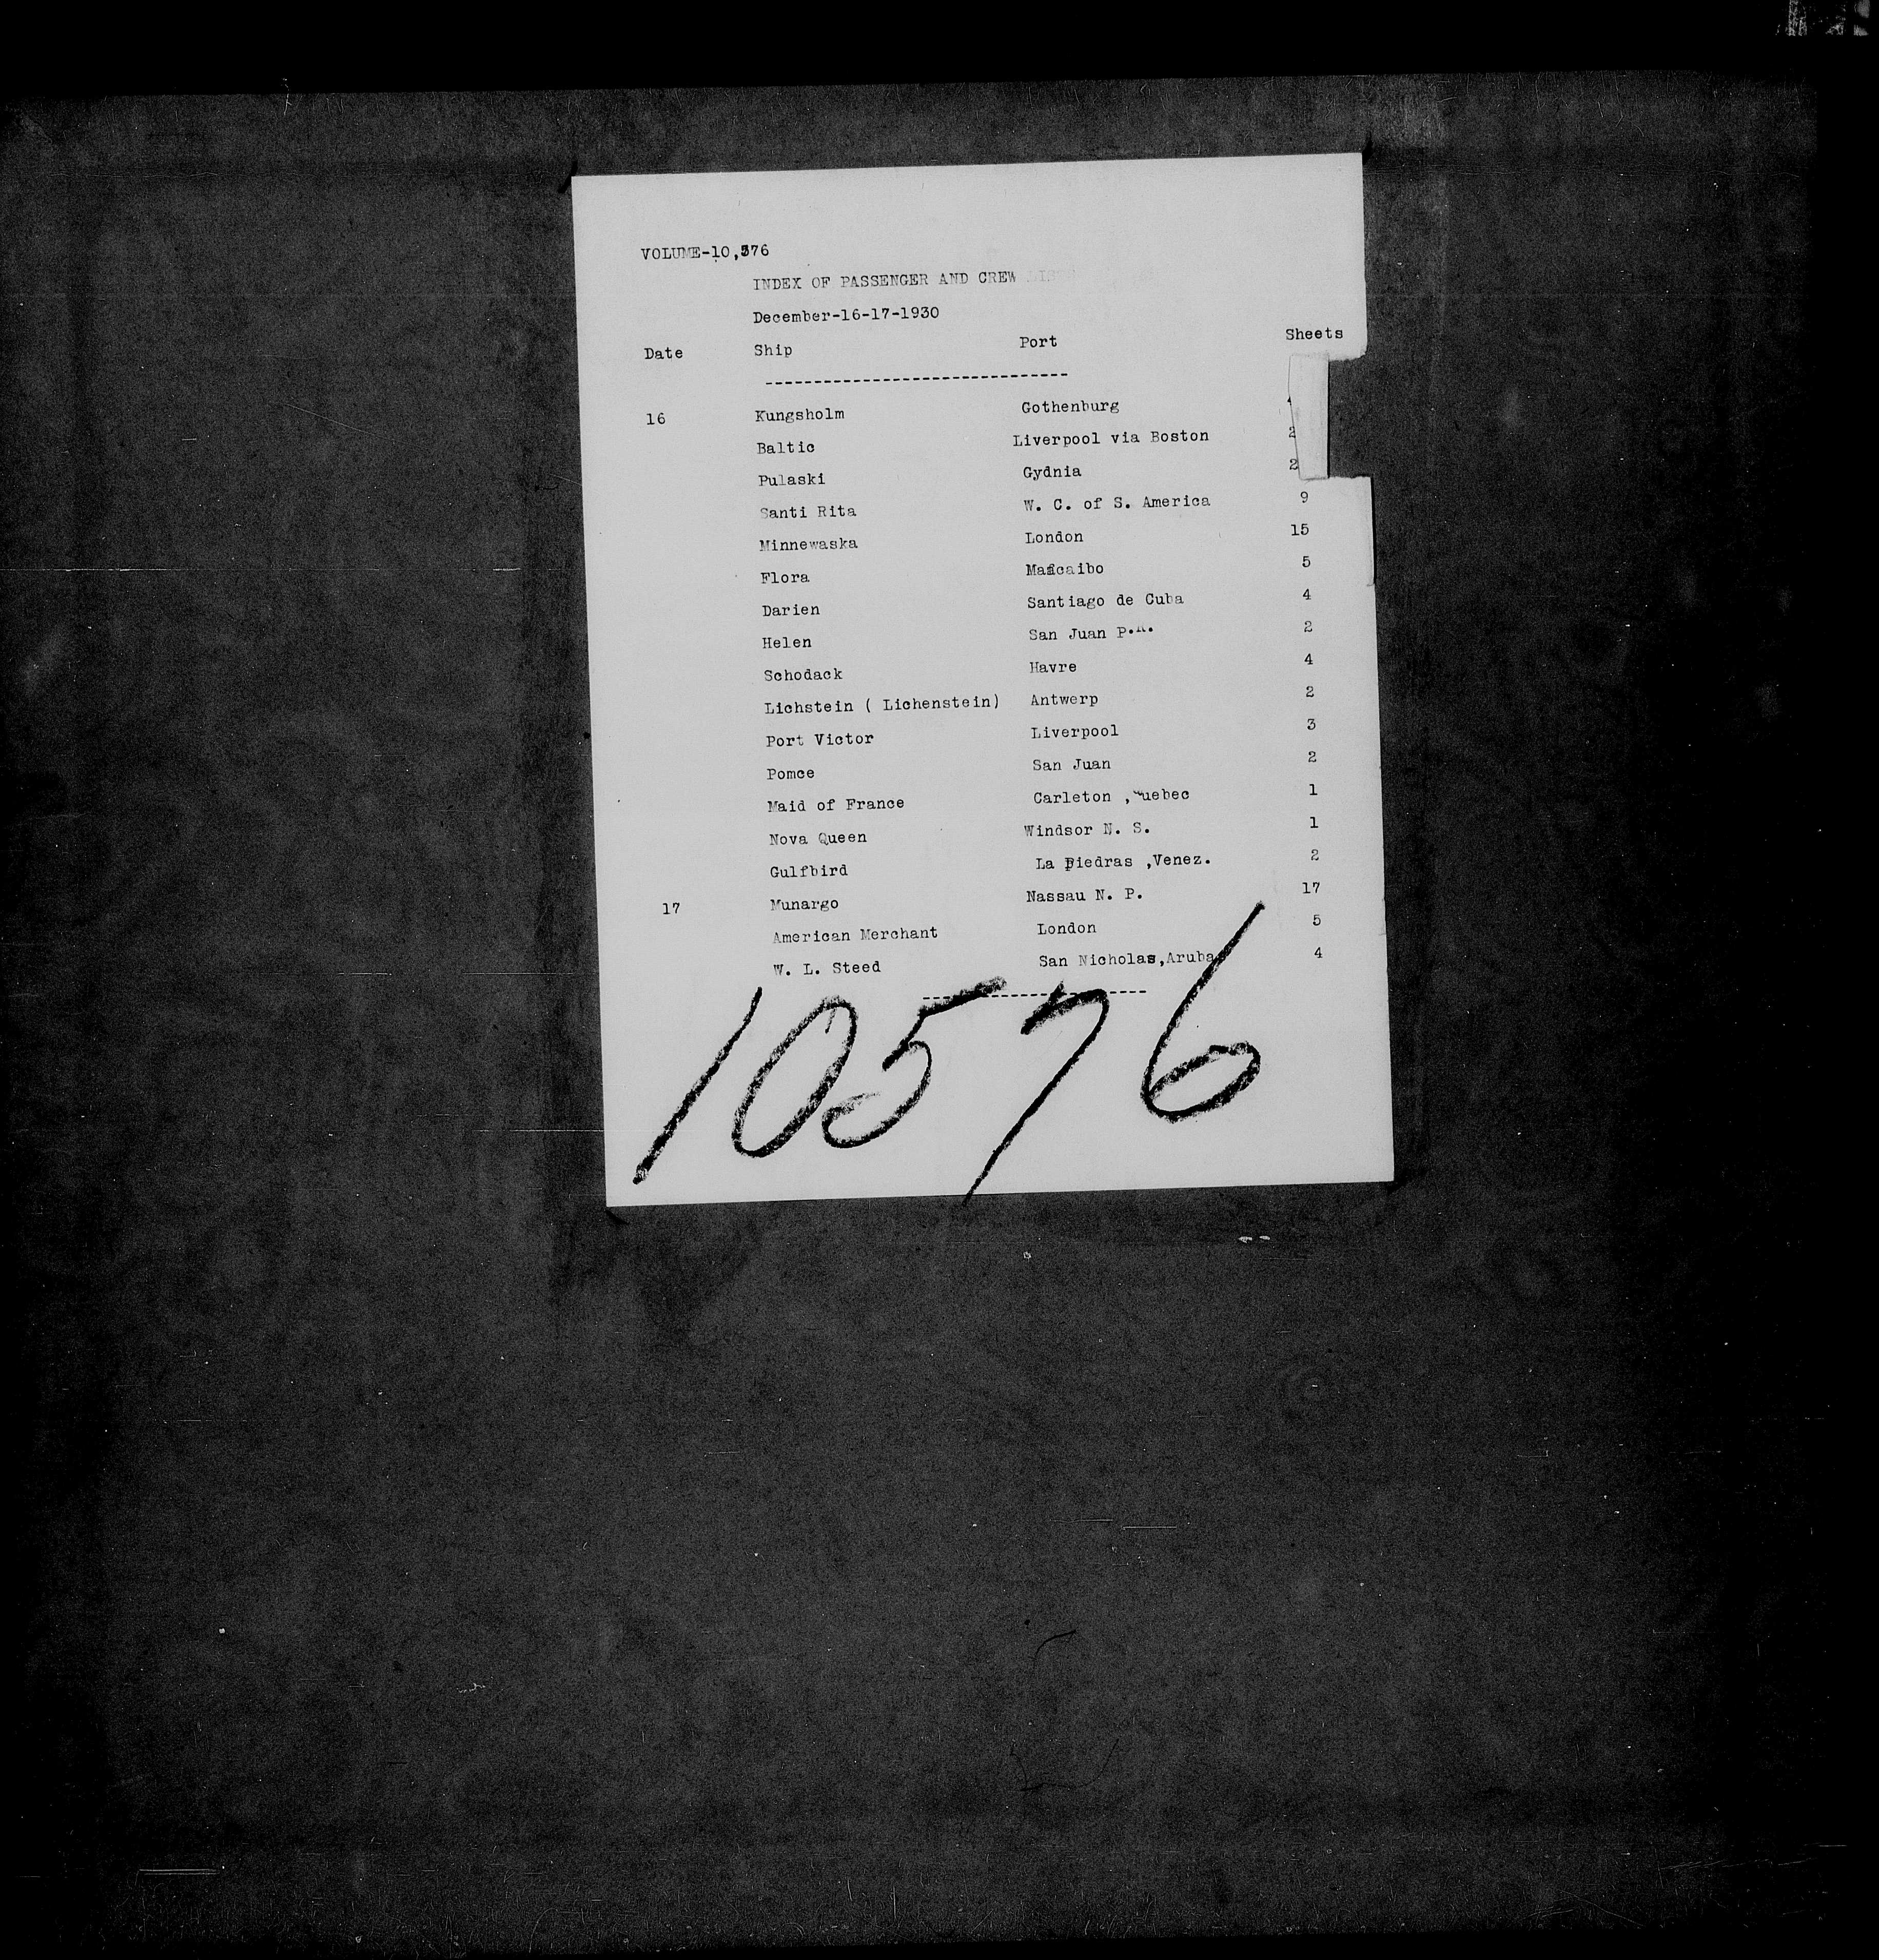 VOLUME-10,576
INDEX OF PASSENGER AND CREW LISTS
December-16-17-1930
Date Ship Port Sheets
--------------------------------
16 Kungsholm Gothenburg
Baltic Liverpool via Boston 2
Pulaski Gydnia 2
Santi Rita W. C. of S. America 9
Minnewaska London 15
Flora Macaibo 5
Darien Santiago de Cuba 4
Helen San Juan P.R. 2
Schodack Havre 4
Lichstein ( Lichenstein) Antwerp 2
Port Victor Liverpool 3
Pomce San Juan 2
Maid of France Carleton ,Quebec 1
Nova Queen Windsor N. S. 1
Gulfbird La Piedras ,Venez. 2
17 Munargo Nassau N. P. 17
American Merchant London 5
W. L. Steed San Nicholas,Aruba 4
------------------------
10576